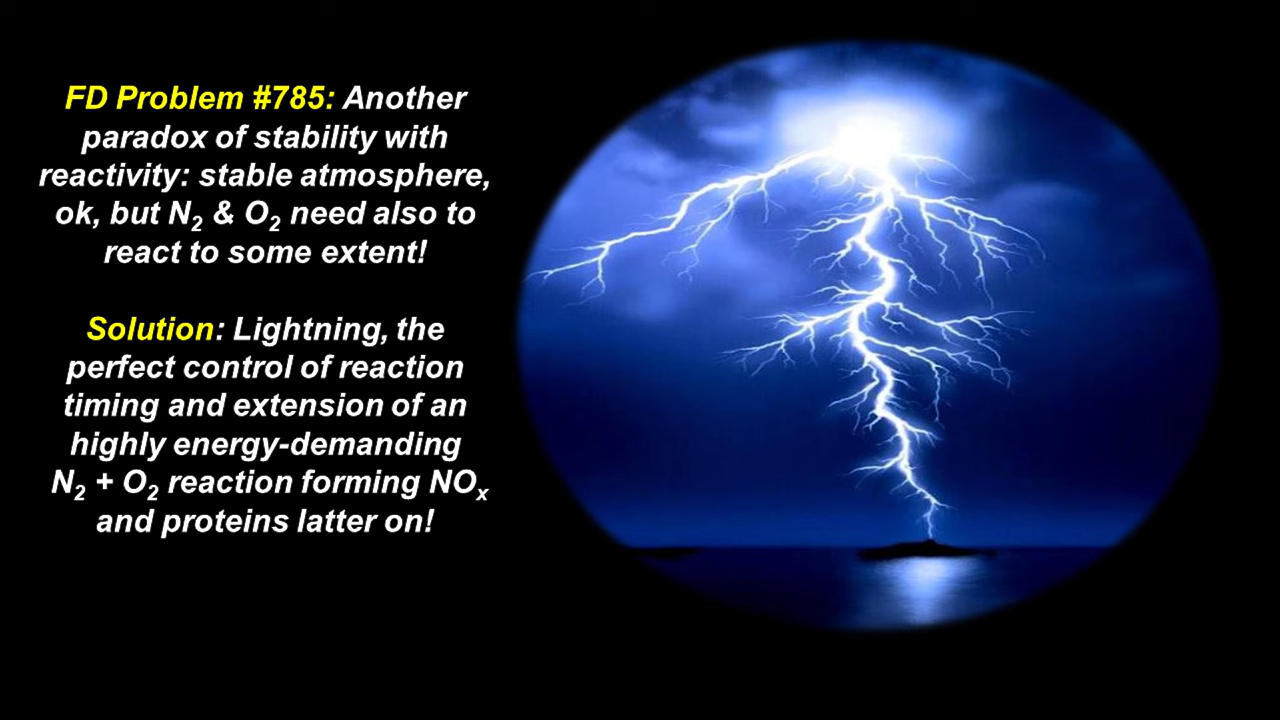 FD Problem #785: Another
paradox of stability with
reactivity: stable atmosphere,
ok, but N₂ & O₂ need also to
react to some extent!
Solution: Lightning, the
perfect control of reaction
timing and extension of an
highly energy-demanding
N₂ + O₂ reaction forming NOₓ
and proteins latter on!